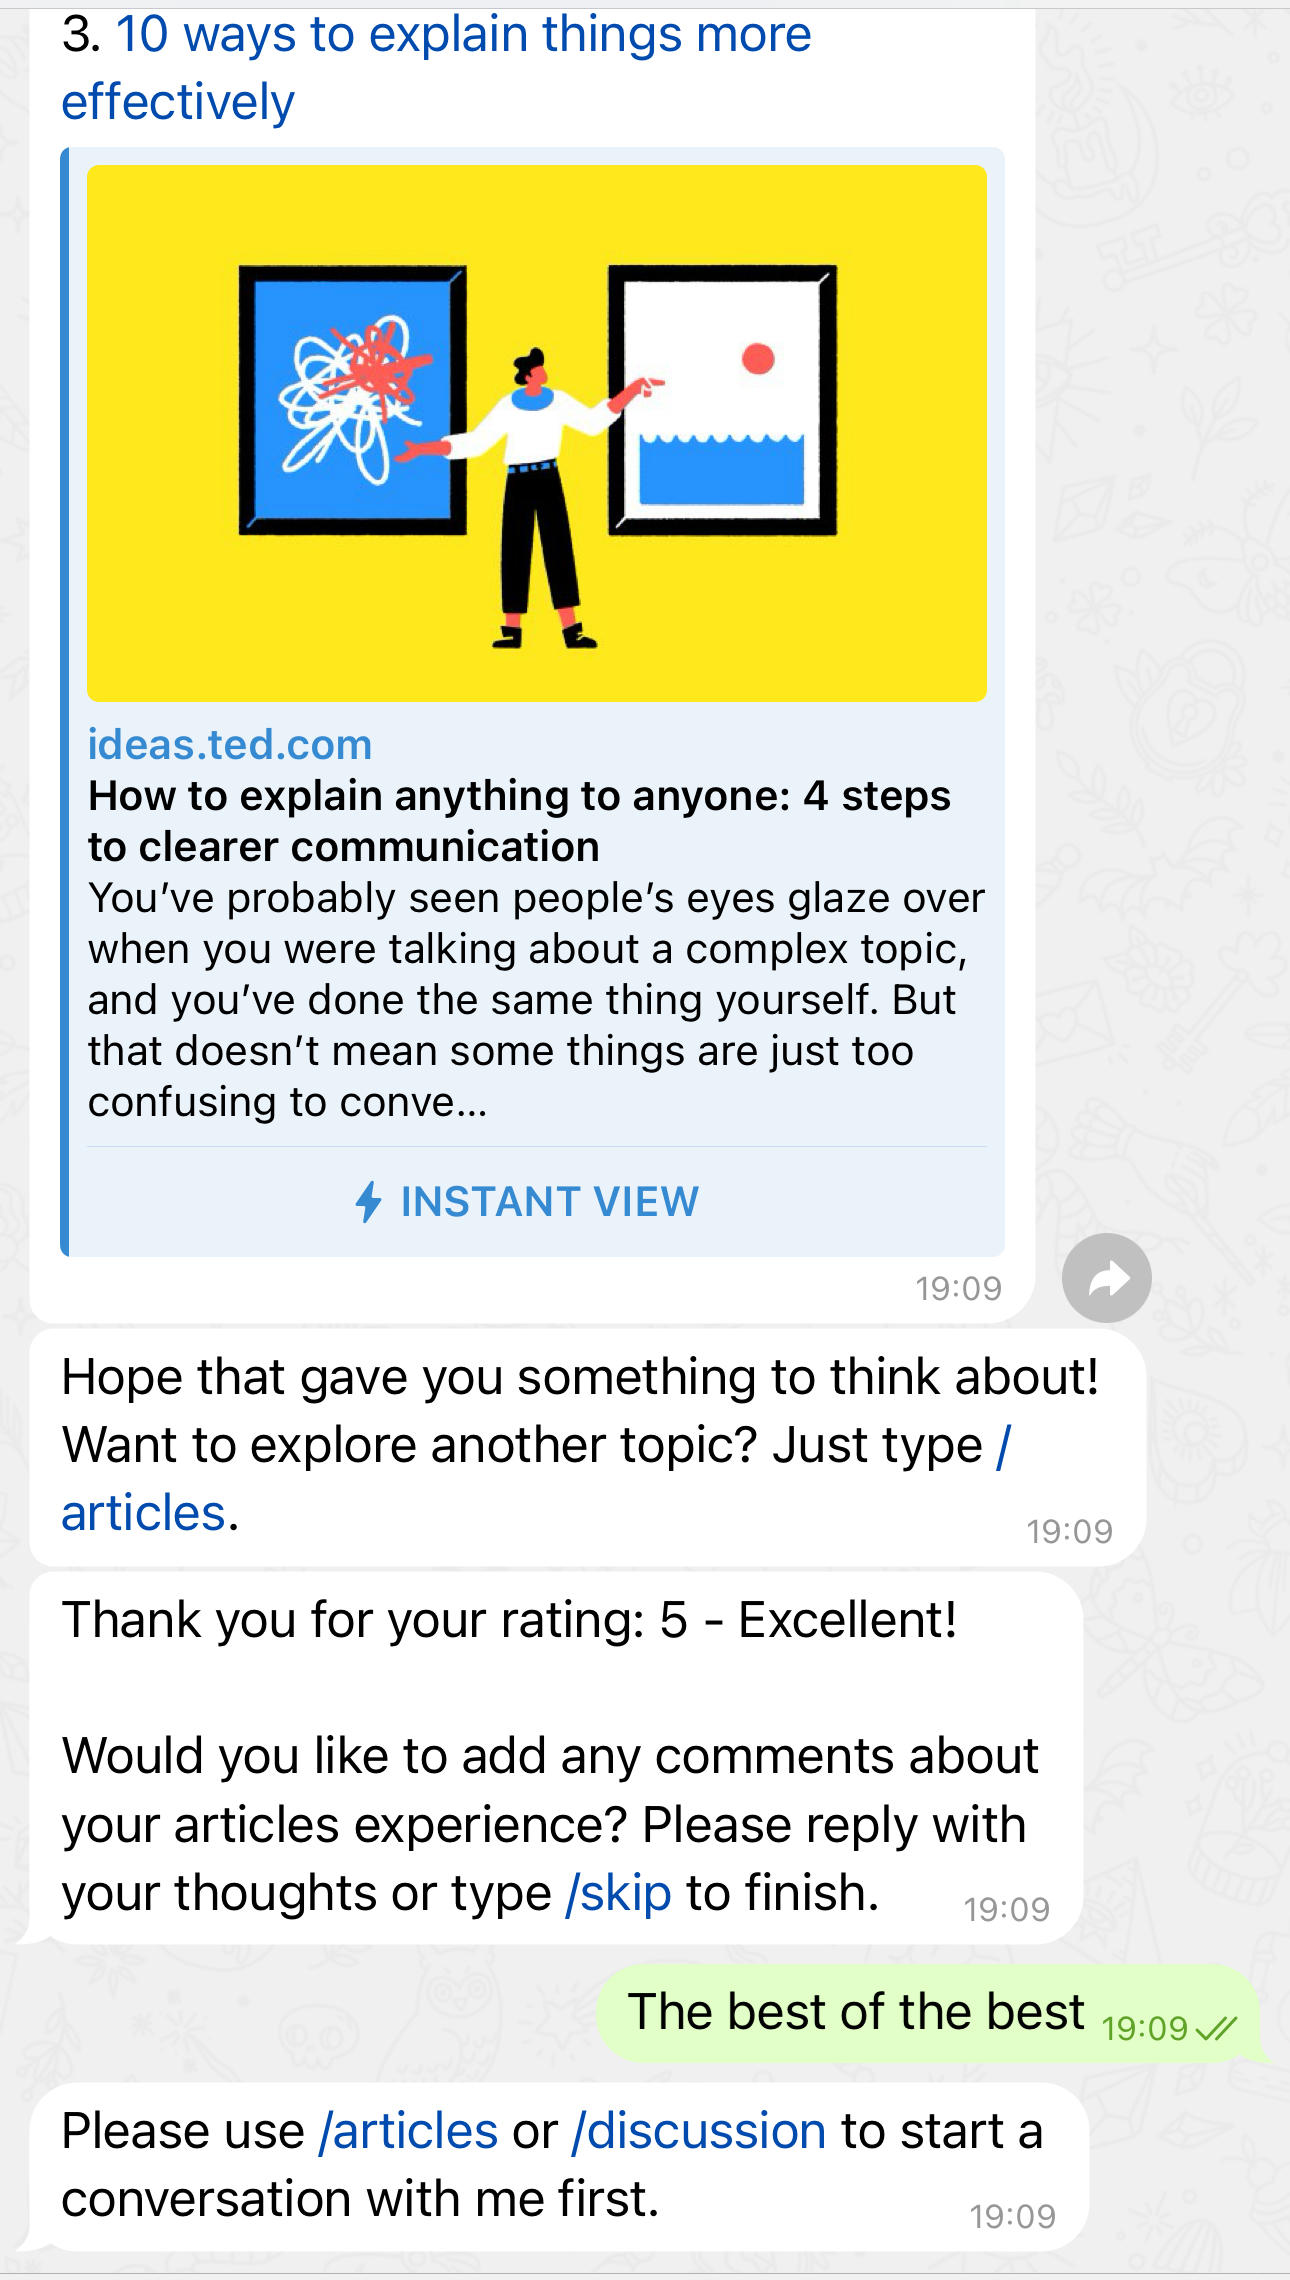 3. 10 ways to explain things more
effectively
ideas.ted.com
How to explain anything to anyone: 4 steps
to clearer communication
You’ve probably seen people’s eyes glaze over
when you were talking about a complex topic,
and you’ve done the same thing yourself. But
that doesn’t mean some things are just too
confusing to conve...
INSTANT VIEW
19:09
Hope that gave you something to think about!
Want to explore another topic? Just type /
articles.
19:09
Thank you for your rating: 5 - Excellent!
Would you like to add any comments about
your articles experience? Please reply with
your thoughts or type /skip to finish.
19:09
The best of the best 19:09
Please use /articles or /discussion to start a
conversation with me first.
19:09